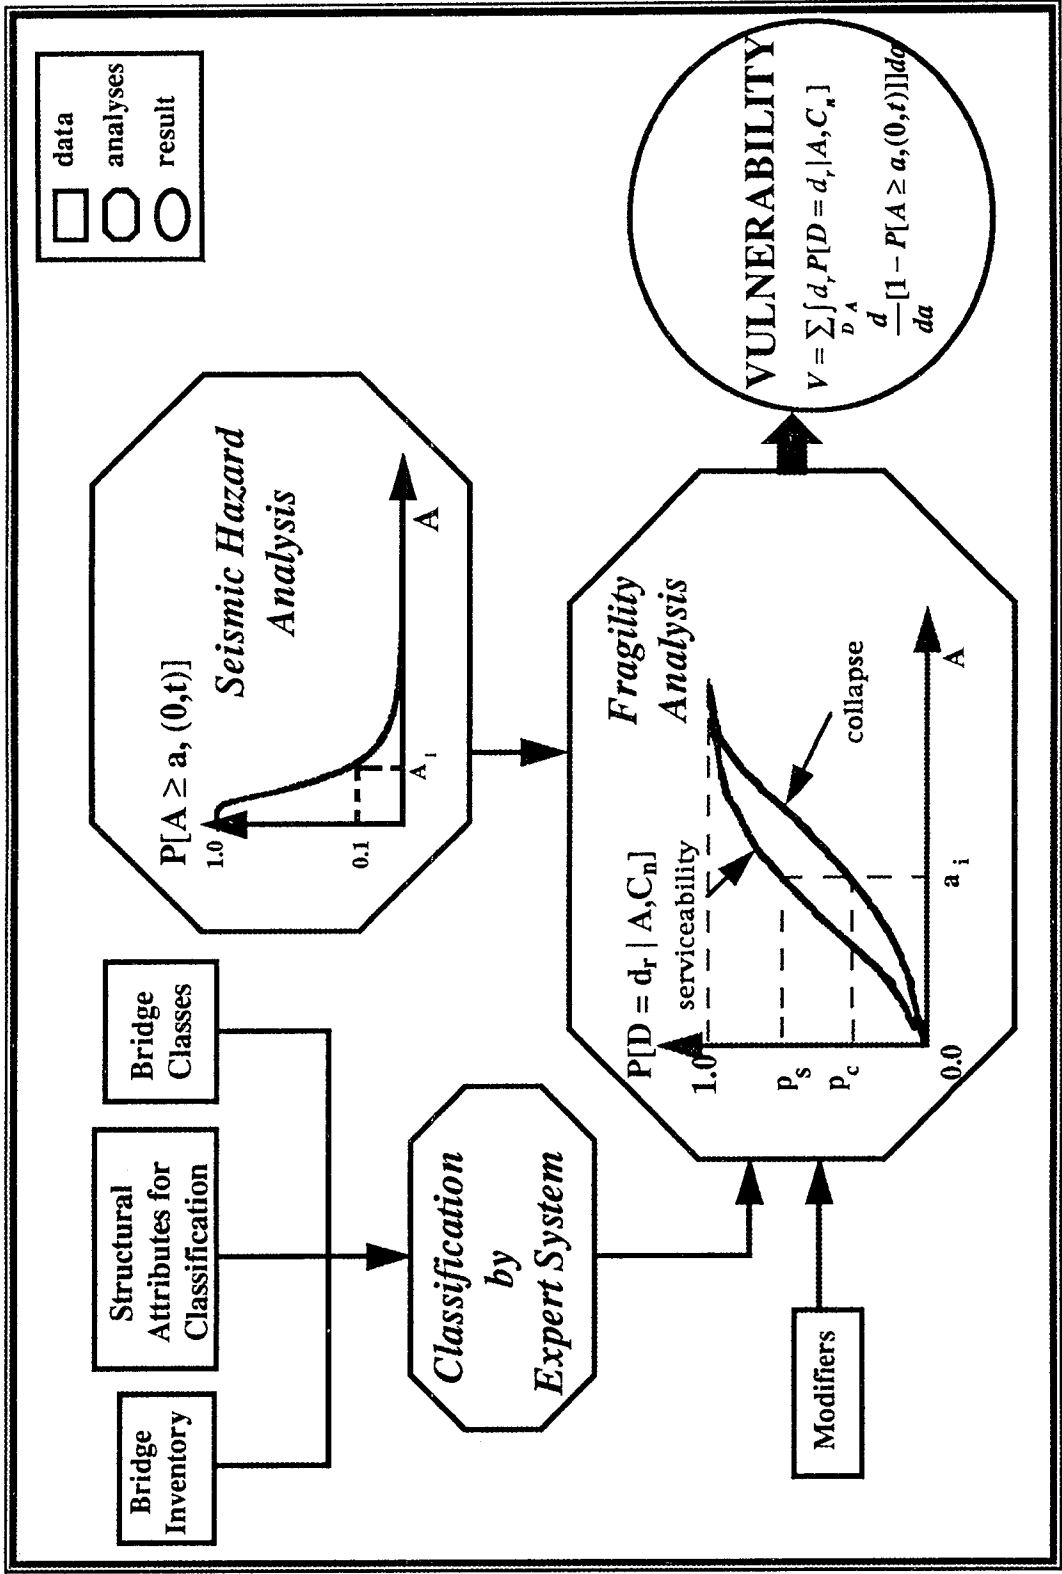 Bridge
Inventory
Structural
Attributes for
Classification
Bridge
Classes
P[A ≥ a, (0,t)]
1.0
0.1
A i
A
Seismic Hazard
Analysis
data
analyses
result
Classification
by
Expert System
Modifiers
P[D = d_r | A,C_n]
1.0
p_s
p_c
0.0
serviceability
a_i
collapse
A
Fragility
Analysis
VULNERABILITY
V = Σ_D ∫_A d_r P[D = d_r | A, C_n]
d/da [1 − P[A ≥ a,(0,t)]]da